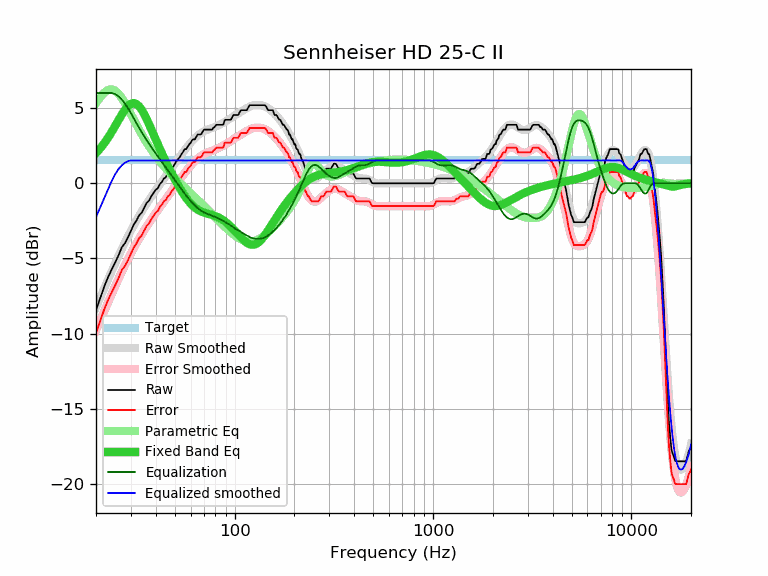 Sennheiser HD 25-C II
Amplitude (dBr)
5
0
−5
−10
−15
−20
Target
Raw Smoothed
Error Smoothed
Raw
Error
Parametric Eq
Fixed Band Eq
Equalization
Equalized smoothed
100
1000
10000
Frequency (Hz)